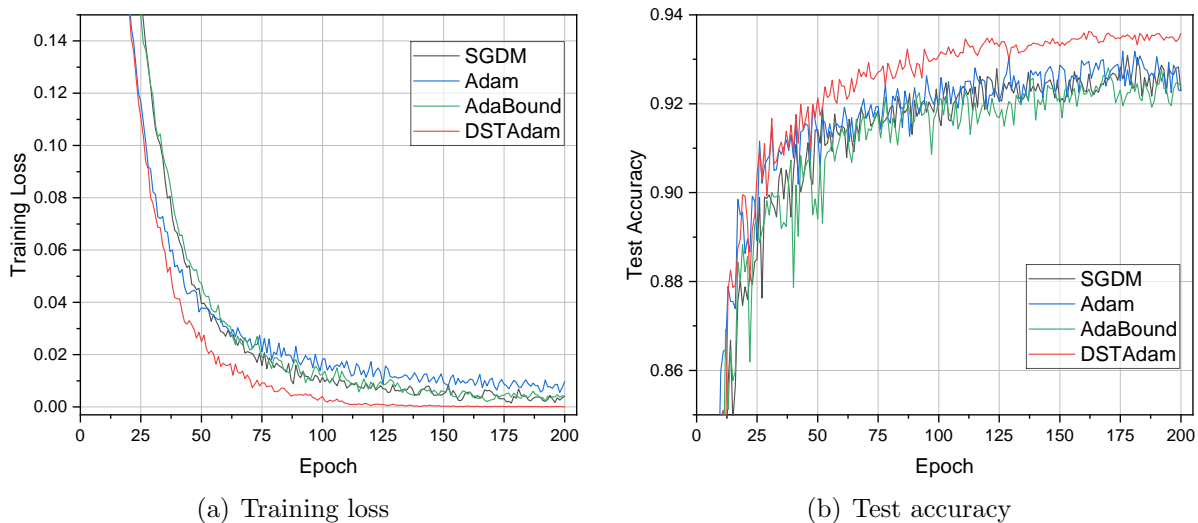 0.14
0.12
0.10
0.08
0.06
0.04
0.02
0.00
Training Loss
0 25 50 75 100 125 150 175 200
Epoch
SGDM
Adam
AdaBound
DSTAdam
(a) Training loss
0.94
0.92
0.90
0.88
0.86
Test Accuracy
0 25 50 75 100 125 150 175 200
Epoch
SGDM
Adam
AdaBound
DSTAdam
(b) Test accuracy